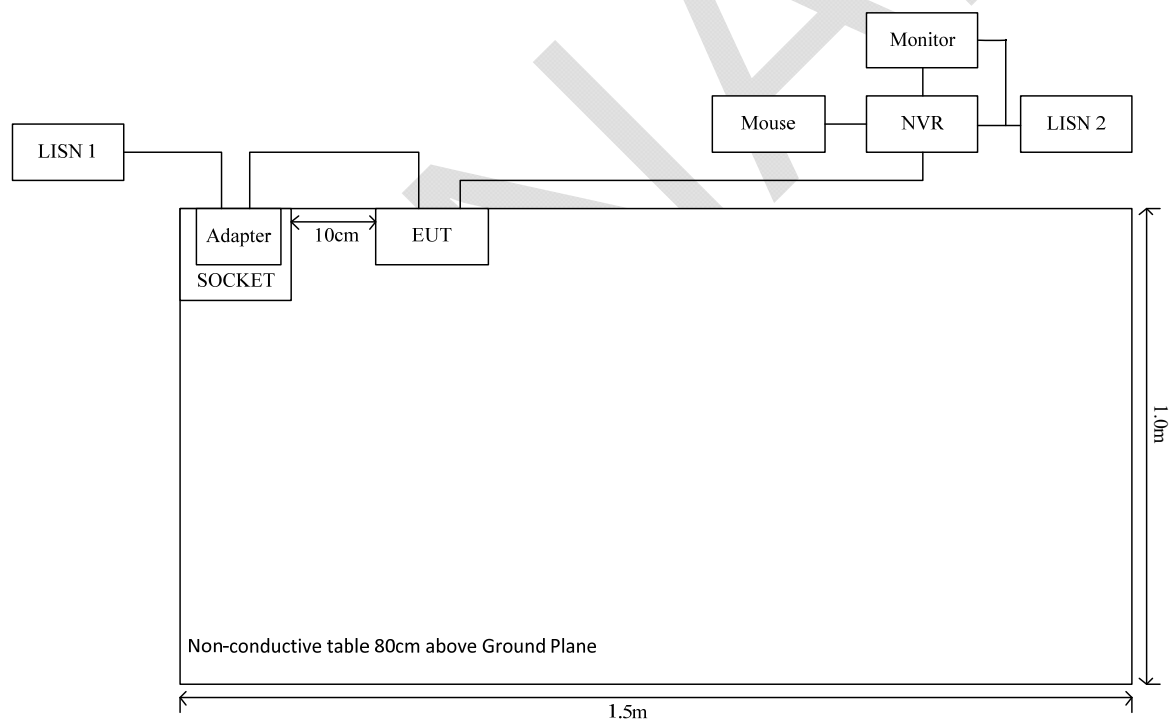 Monitor
Mouse
NVR
LISN 2
LISN 1
Adapter
10cm
EUT
SOCKET
1.0m
Non-conductive table 80cm above Ground Plane
1.5m